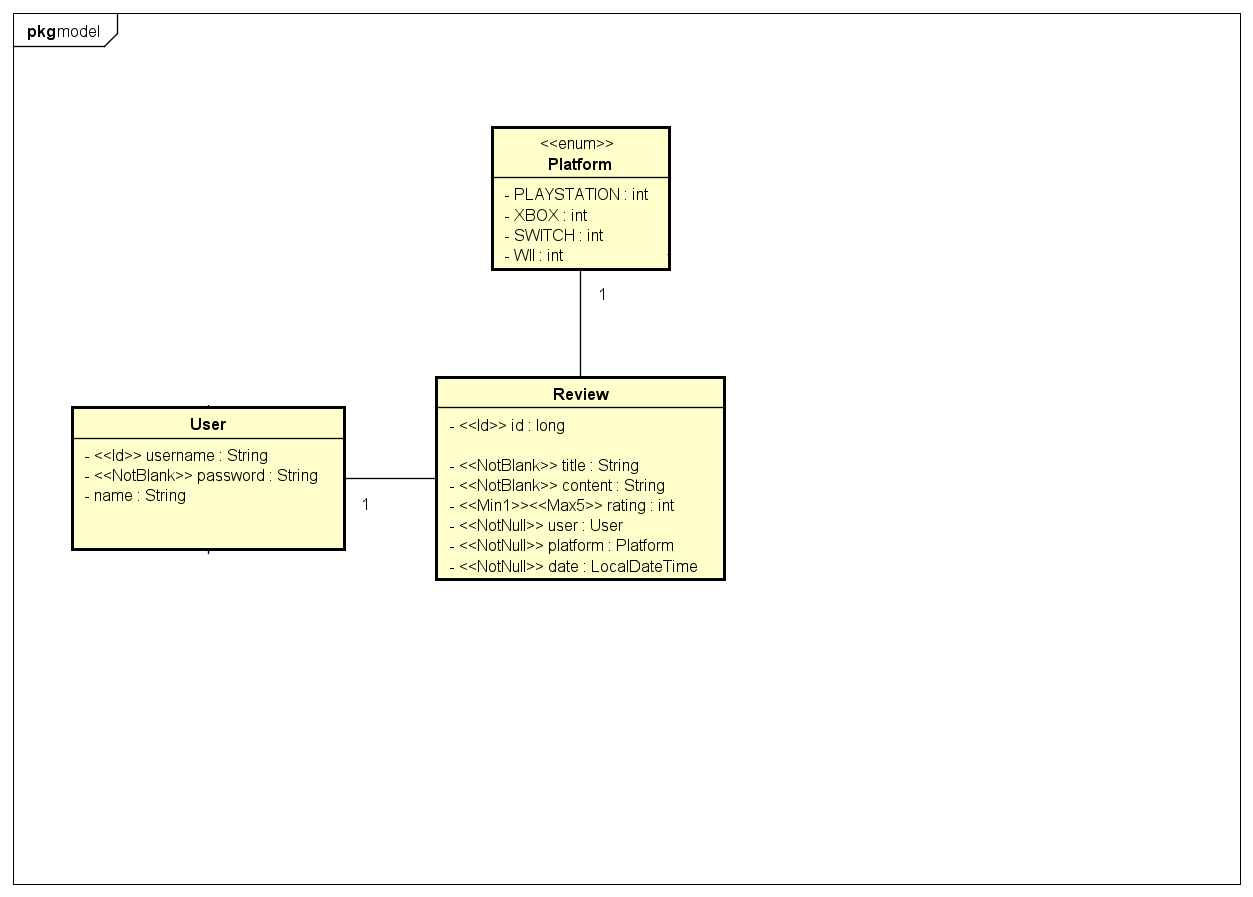 pkg model
<<enum>>
Platform
- PLAYSTATION : int
- XBOX : int
- SWITCH : int
- WII : int
1
User
- <<Id>> username : String
- <<NotBlank>> password : String
- name : String
1
Review
- <<Id>> id : long
- <<NotBlank>> title : String
- <<NotBlank>> content : String
- <<Min1>><<Max5>> rating : int
- <<NotNull>> user : User
- <<NotNull>> platform : Platform
- <<NotNull>> date : LocalDateTime